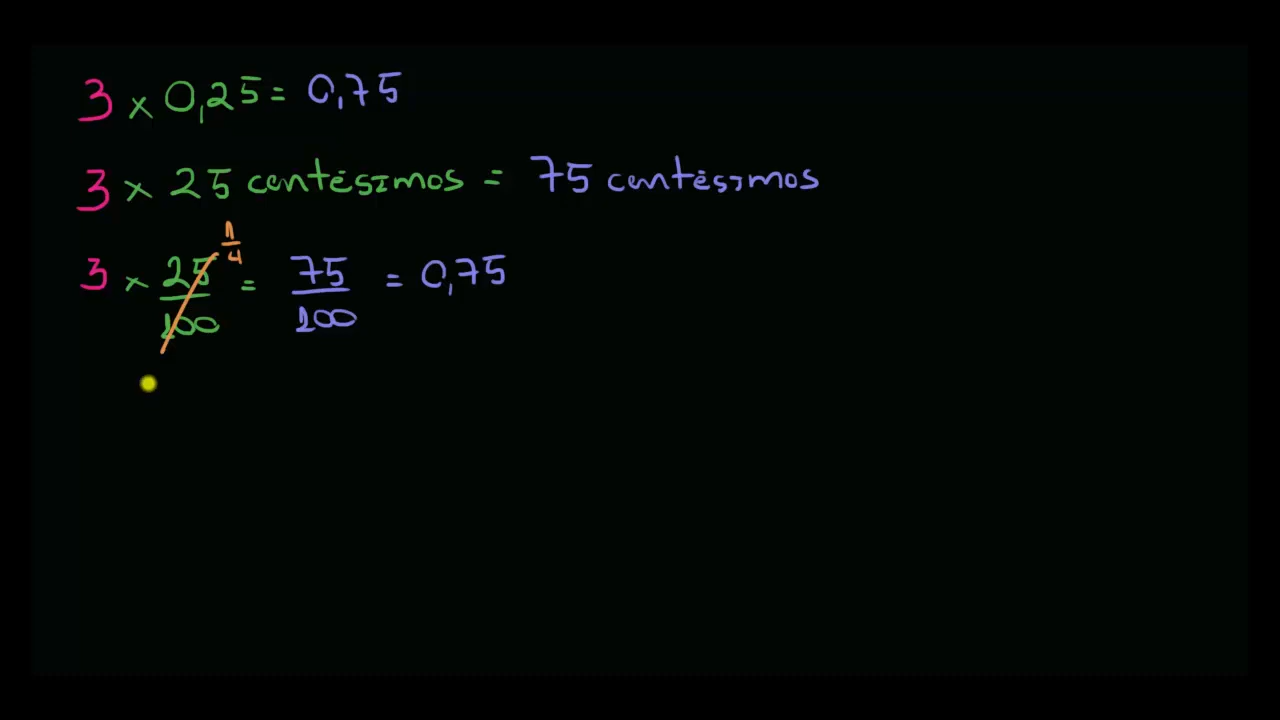 3 × 0,25 = 0,75
3 × 25 centésimos = 75 centésimos
3 × 25/100 1/4 = 75/100 = 0,75